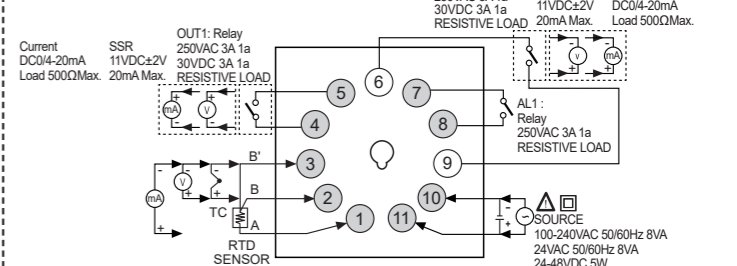 30VDC 3A 1a
RESISTIVE LOAD
11VDC±2V
20mA Max.
DC0/4-20mA
Load 500ΩMax.
Current
DC0/4-20mA
Load 500ΩMax.
SSR
11VDC±2V
20mA Max.
OUT1: Relay
250VAC 3A 1a
30VDC 3A 1a
RESISTIVE LOAD
- -
+ +
mA V
- -
V mA
+ +
5 6 7
4 8
3 9
2 10
1 11
AL1 :
Relay
250VAC 3A 1a
RESISTIVE LOAD
B'
B
A
- - -
V
+ +
mA
+
TC
RTD
SENSOR
-
+
SOURCE
100-240VAC 50/60Hz 8VA
24VAC 50/60Hz 8VA
24-48VDC 5W